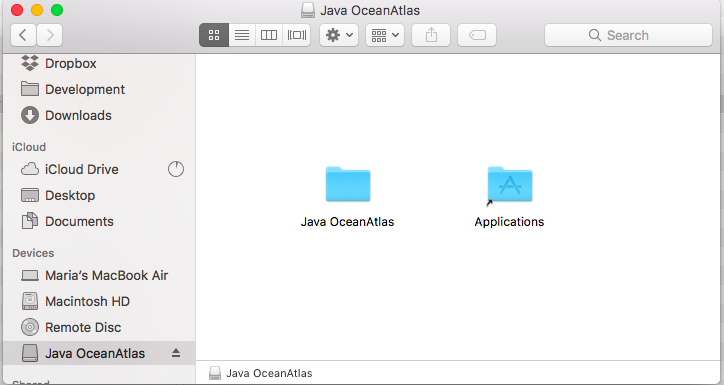 Java OceanAtlas
Search
Dropbox
Development
Downloads
iCloud
iCloud Drive
Desktop
Documents
Devices
Maria's MacBook Air
Macintosh HD
Remote Disc
Java OceanAtlas
Shared
Java OceanAtlas
Applications
Java OceanAtlas